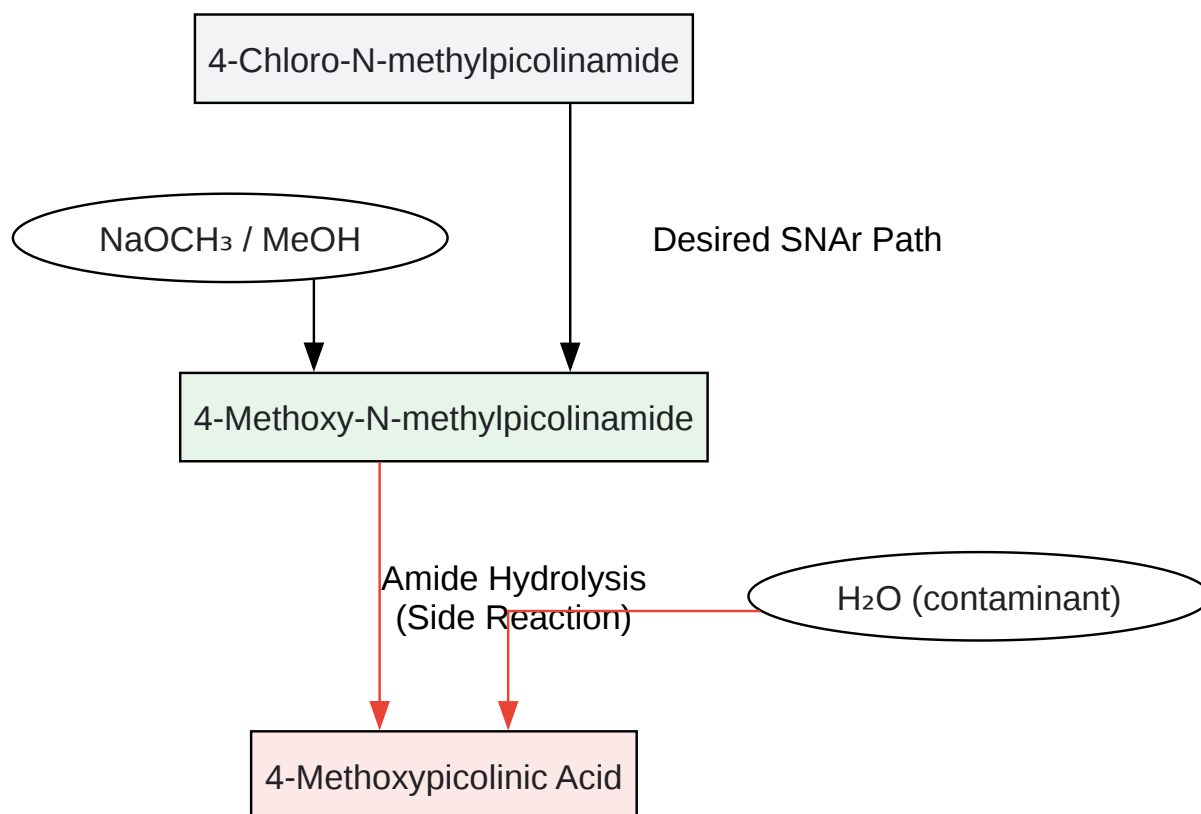 4-Chloro-N-methylpicolinamide
NaOCH₃ / MeOH
Desired SNAr Path
4-Methoxy-N-methylpicolinamide
Amide Hydrolysis
(Side Reaction)
H₂O (contaminant)
4-Methoxypicolinic Acid